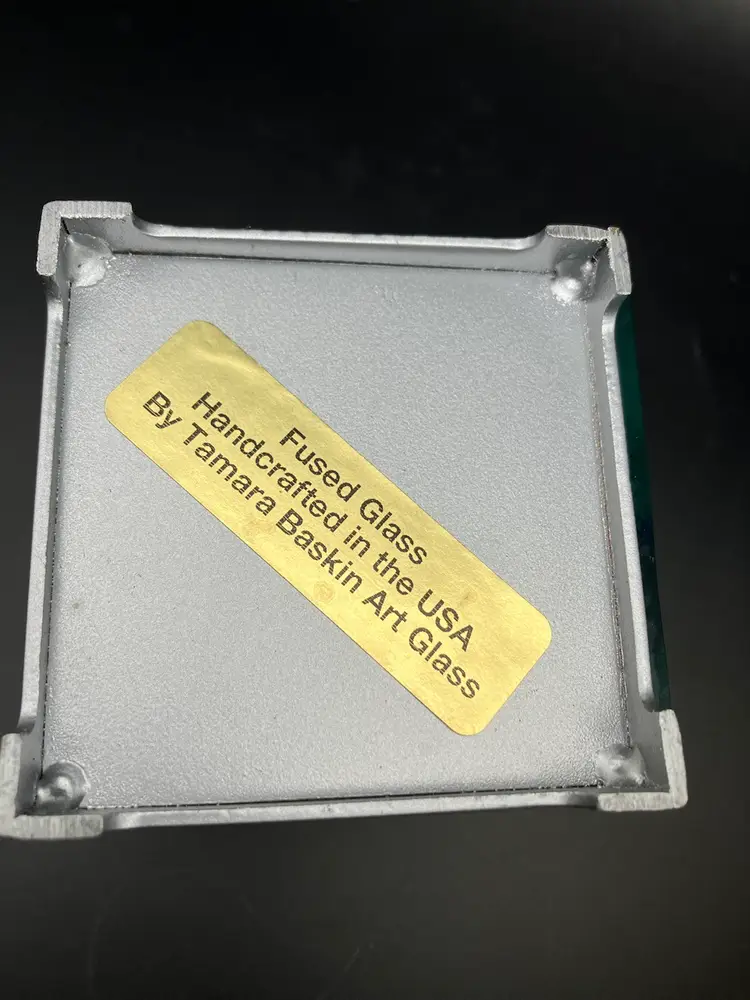 Fused Glass
Handcrafted in the USA
By Tamara Baskin Art Glass